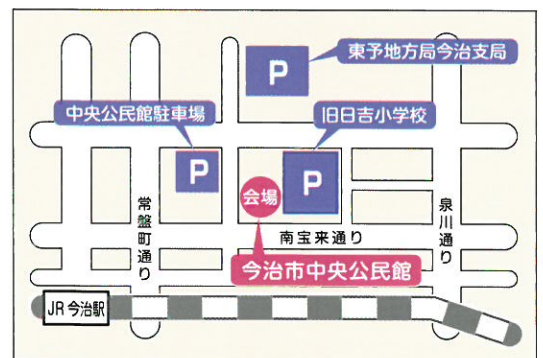 P
東予地方局今治支局
中央公民館駐車場
旧日吉小学校
P
P
会場
常盤町通り
泉川通り
南宝来通り
今治市中央公民館
JR今治駅